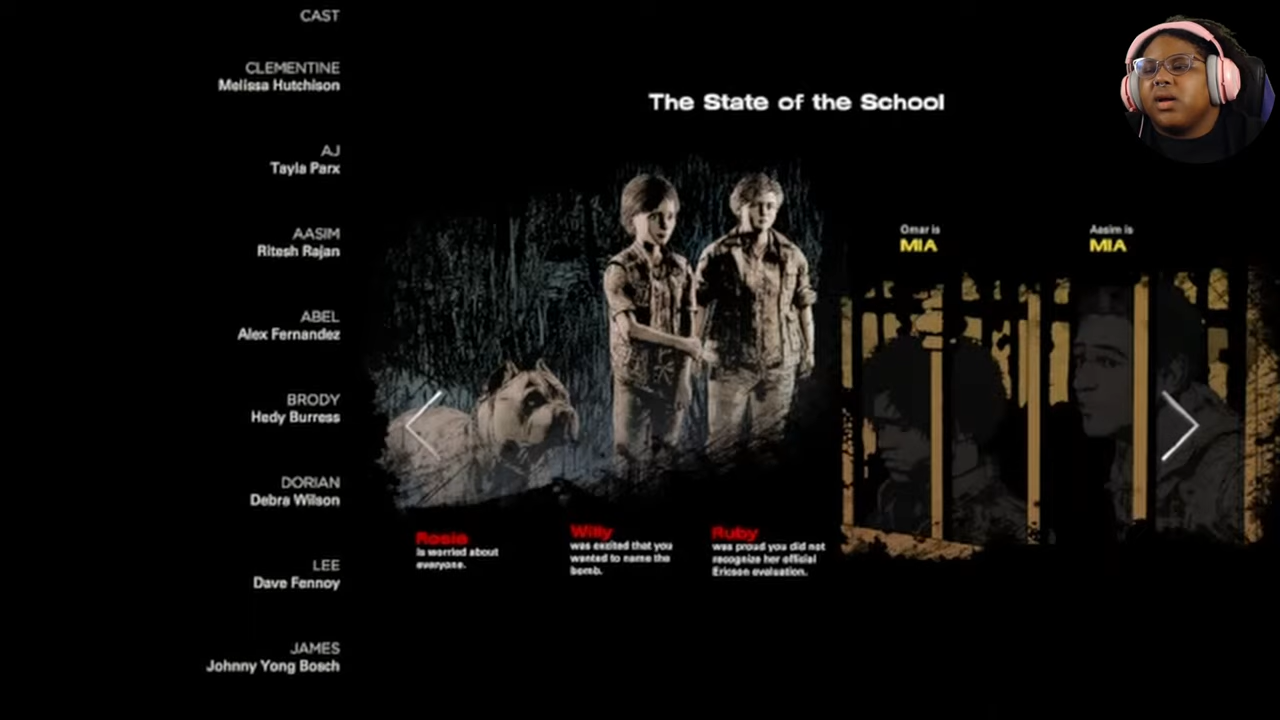 CAST
CLEMENTINE
Melissa Hutchison
AJ
Tayla Parx
AASIM
Ritesh Rajan
ABEL
Alex Fernandez
BRODY
Hedy Burress
DORIAN
Debra Wilson
LEE
Dave Fennoy
JAMES
Johnny Yong Bosch
The State of the School
Omar is
MIA
Aasim is
MIA
Rosie
is worried about
everyone.
Willy
was excited that you
wanted to name the
bomb.
Ruby
was proud you did not
recognize her official
Ericson evaluation.